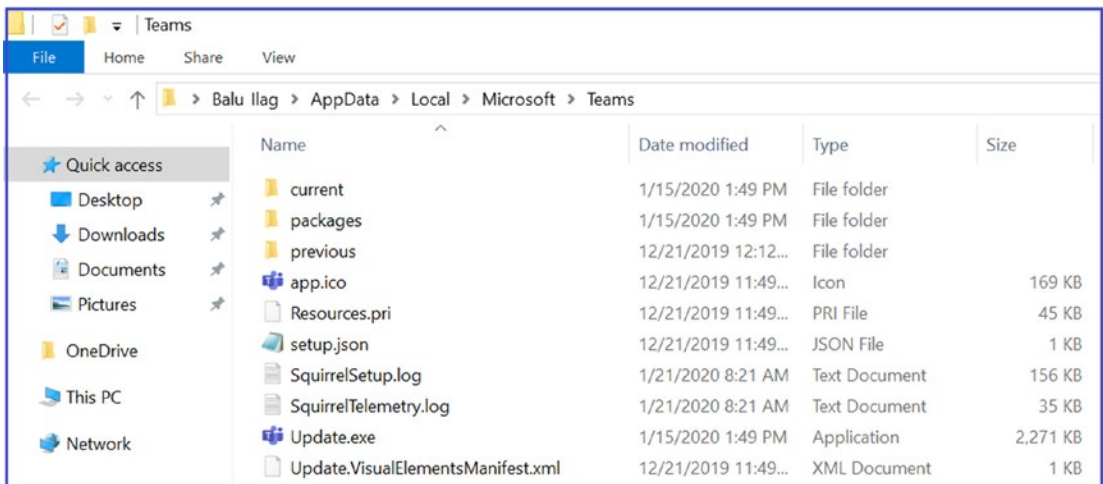 Teams
File Home Share View
Balu Ilag > AppData > Local > Microsoft > Teams
Name Date modified Type Size
Quick access
Desktop
Downloads
Documents
Pictures
OneDrive
This PC
Network
current 1/15/2020 1:49 PM File folder
packages 1/15/2020 1:49 PM File folder
previous 12/21/2019 12:12... File folder
app.ico 12/21/2019 11:49... Icon 169 KB
Resources.pri 12/21/2019 11:49... PRI File 45 KB
setup.json 12/21/2019 11:49... JSON File 1 KB
SquirrelSetup.log 1/21/2020 8:21 AM Text Document 156 KB
SquirrelTelemetry.log 1/21/2020 8:21 AM Text Document 35 KB
Update.exe 1/15/2020 1:49 PM Application 2,271 KB
Update.VisualElementsManifest.xml 12/21/2019 11:49... XML Document 1 KB